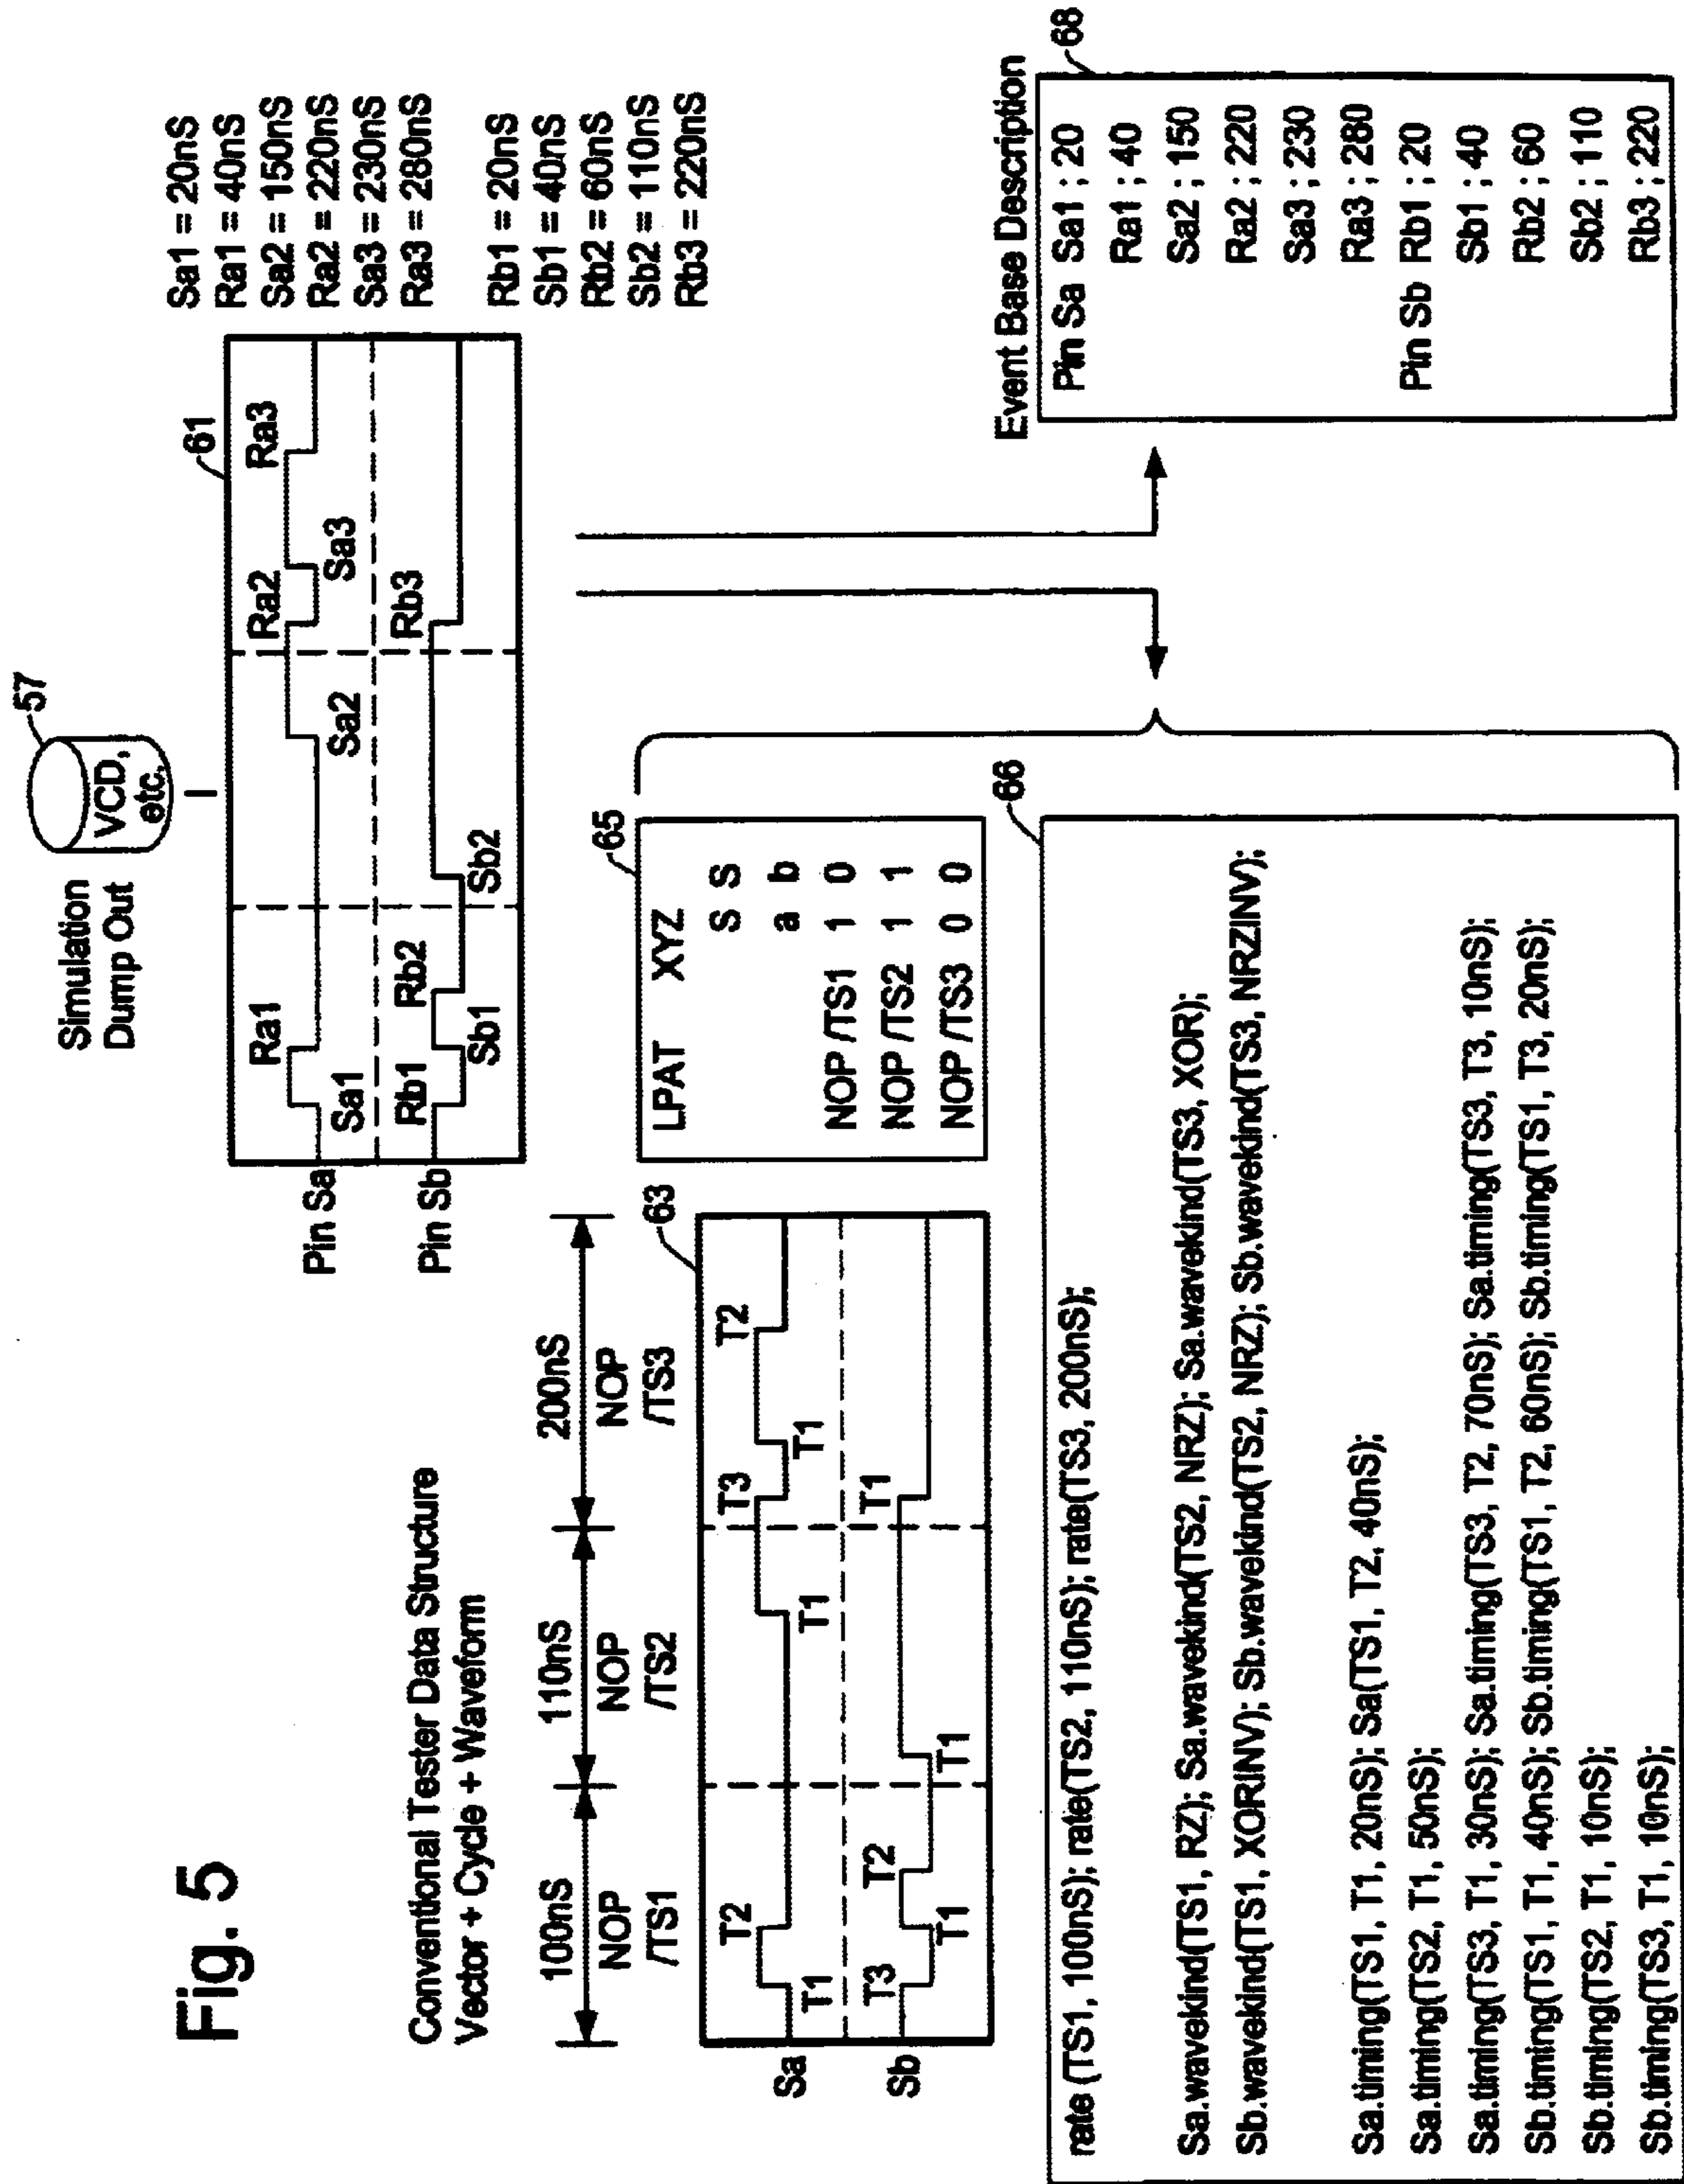 Fig. 5
Simulation
Dump Out
VCD,
etc,
57
61
Pin Sa
Sa1
Ra1
Sa2
Ra2
Sa3
Ra3
Pin Sb
Rb1
Sb1
Rb2
Sb2
Rb3
Sa1 = 20nS
Ra1 = 40nS
Sa2 = 150nS
Ra2 = 220nS
Sa3 = 230nS
Ra3 = 280nS
Rb1 = 20nS
Sb1 = 40nS
Rb2 = 60nS
Sb2 = 110nS
Rb3 = 220nS
Conventional Tester Data Structure
Vector + Cycle + Waveform
100nS 110nS 200nS
NOP NOP NOP
/TS1 /TS2 /TS3
63
Sa
T1
T2
T1
T3
T1
T2
Sb
T3
T1
T2
T1
T1
65
LPAT XYZ
S S
a b
NOP /TS1 1 0
NOP /TS2 1 1
NOP /TS3 0 0
66
rate (TS1, 100nS); rate(TS2, 110nS); rate(TS3, 200nS);
Sa.wavekind(TS1, RZ); Sa.wavekind(TS2, NRZ); Sa.wavekind(TS3, XOR);
Sb.wavekind(TS1, XORINV); Sb.wavekind(TS2, NRZ); Sb.wavekind(TS3, NRZINV);
Sa.timing(TS1, T1, 20nS); Sa(TS1, T2, 40nS);
Sa.timing(TS2, T1, 50nS);
Sa.timing(TS3, T1, 30nS); Sa.timing(TS3, T2, 70nS); Sa.timing(TS3, T3, 10nS);
Sb.timing(TS1, T1, 40nS); Sb.timing(TS1, T2, 60nS); Sb.timing(TS1, T3, 20nS);
Sb.timing(TS2, T1, 10nS);
Sb.timing(TS3, T1, 10nS);
Event Base Description
68
Pin Sa Sa1 ; 20
Ra1 ; 40
Sa2 ; 150
Ra2 ; 220
Sa3 ; 230
Ra3 ; 280
Pin Sb Rb1 ; 20
Sb1 ; 40
Rb2 ; 60
Sb2 ; 110
Rb3 ; 220